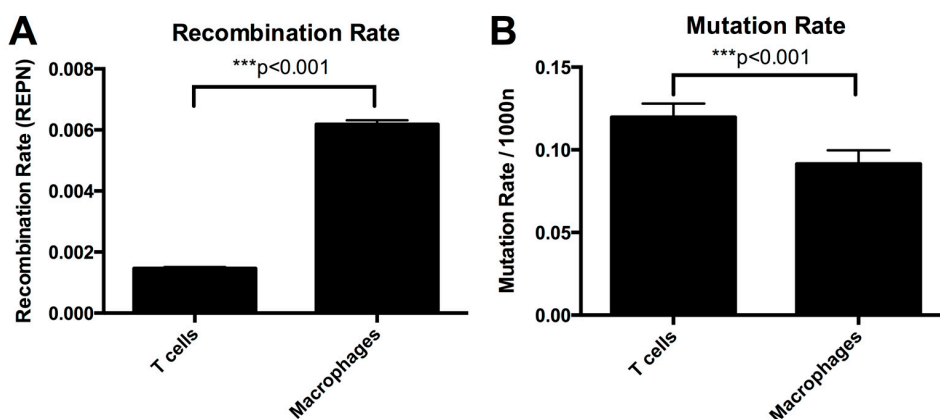 A
Recombination Rate
***p<0.001
Recombination Rate (REPN)
0.008
0.006
0.004
0.002
0.000
T cells
Macrophages
B
Mutation Rate
***p<0.001
Mutation Rate / 1000n
0.15
0.10
0.05
0.00
T cells
Macrophages